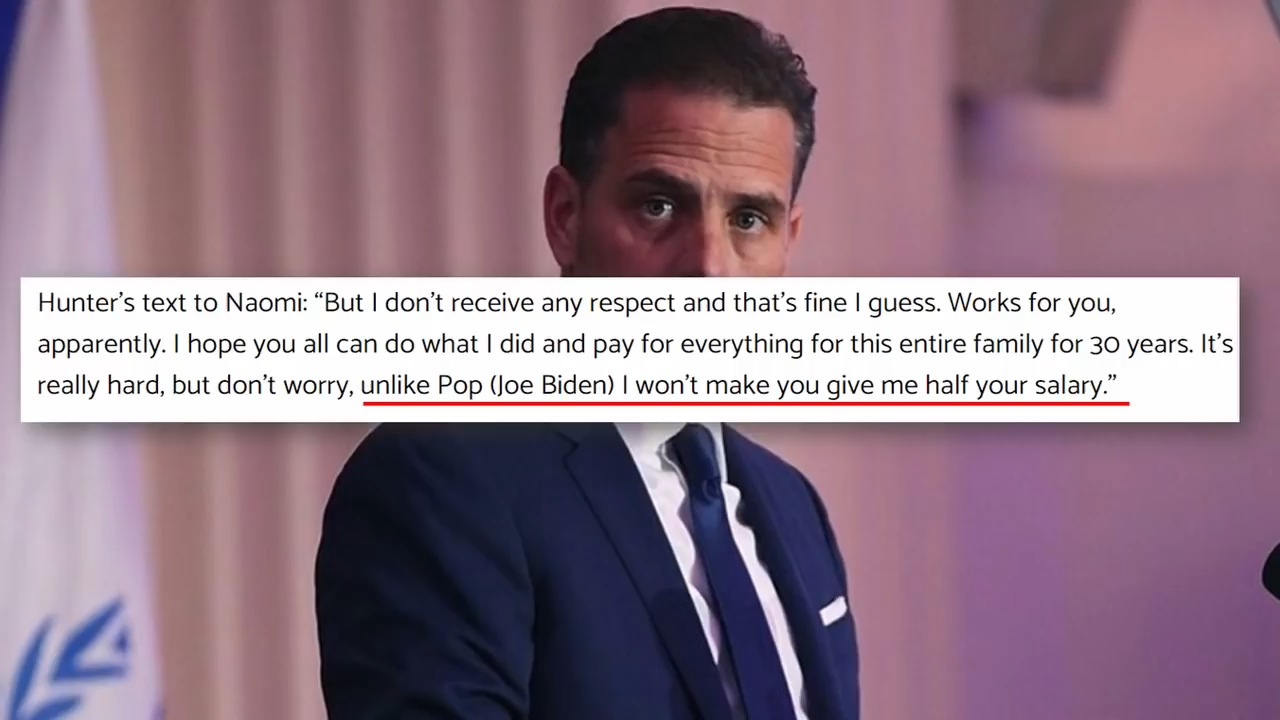 Hunter’s text to Naomi: “But I don’t receive any respect and that’s fine I guess. Works for you,
apparently. I hope you all can do what I did and pay for everything for this entire family for 30 years. It’s
really hard, but don’t worry, unlike Pop (Joe Biden) I won’t make you give me half your salary.”